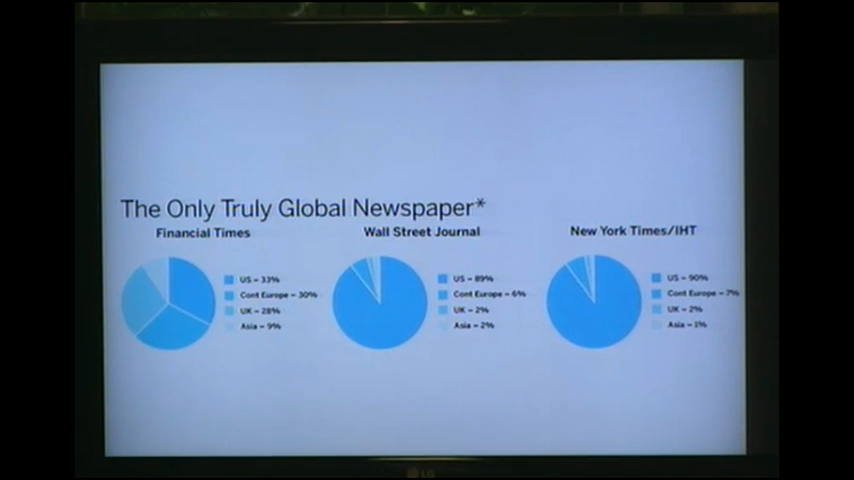 The Only Truly Global Newspaper*
Financial Times
US – 33%
Cont Europe – 30%
UK – 28%
Asia – 9%
Wall Street Journal
US – 89%
Cont Europe – 6%
UK – 2%
Asia – 2%
New York Times/IHT
US – 90%
Cont Europe – 7%
UK – 2%
Asia – 1%
LG